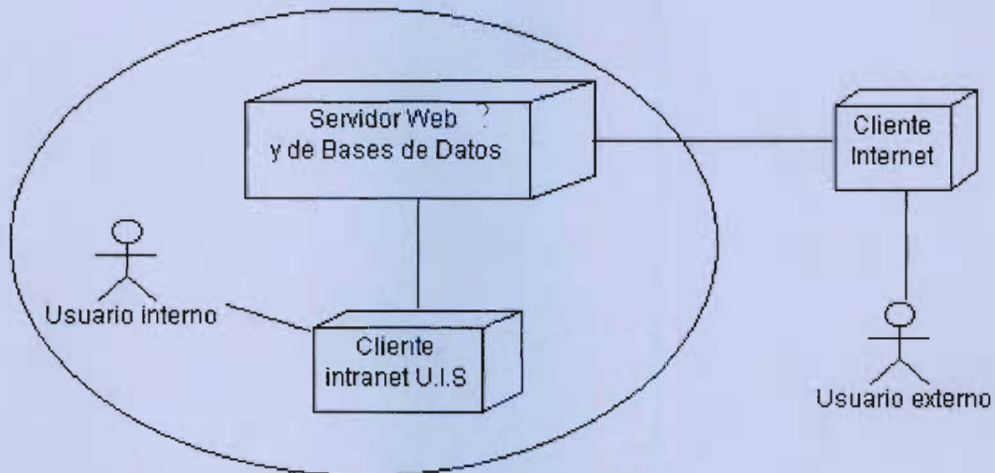 Servidor Web ?
y de Bases de Datos
Cliente
Internet
Usuario interno
Cliente
intranet U.I.S
Usuario externo